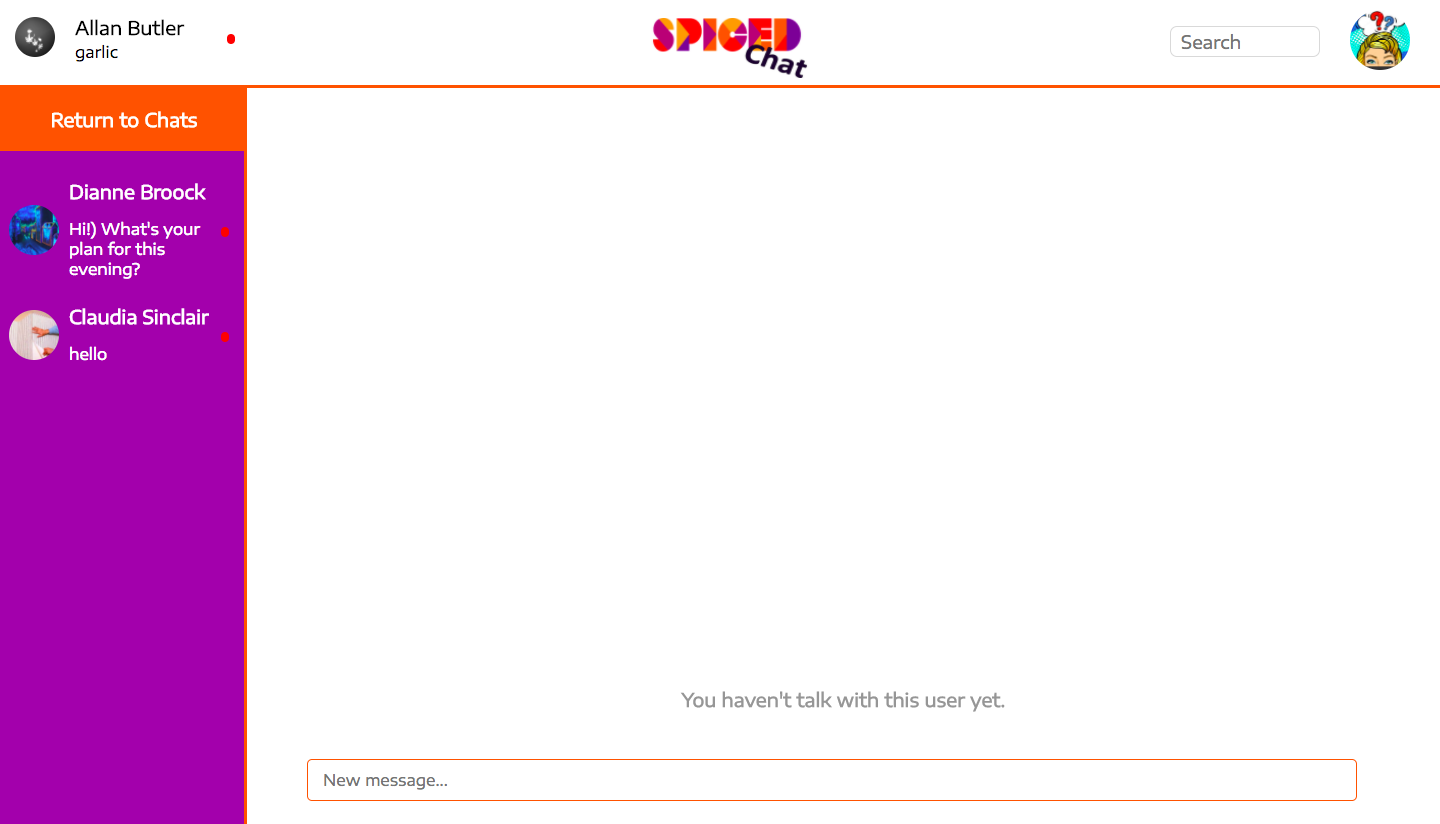 Allan Butler
garlic
SPICED
Chat
Search
??
Return to Chats
Dianne Broock
Hi!) What's your
plan for this
evening?
Claudia Sinclair
hello
You haven't talk with this user yet.
New message...